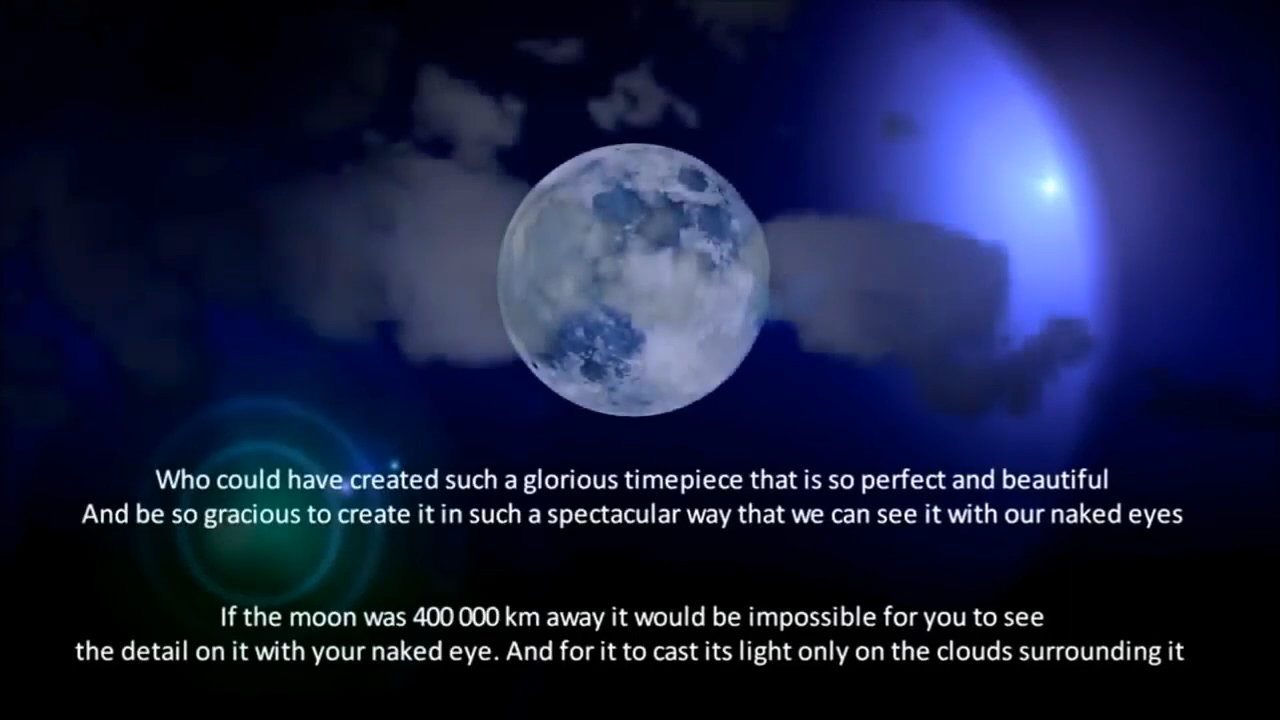 Who could have created such a glorious timepiece that is so perfect and beautiful
And be so gracious to create it in such a spectacular way that we can see it with our naked eyes
If the moon was 400 000 km away it would be impossible for you to see
the detail on it with your naked eye. And for it to cast its light only on the clouds surrounding it